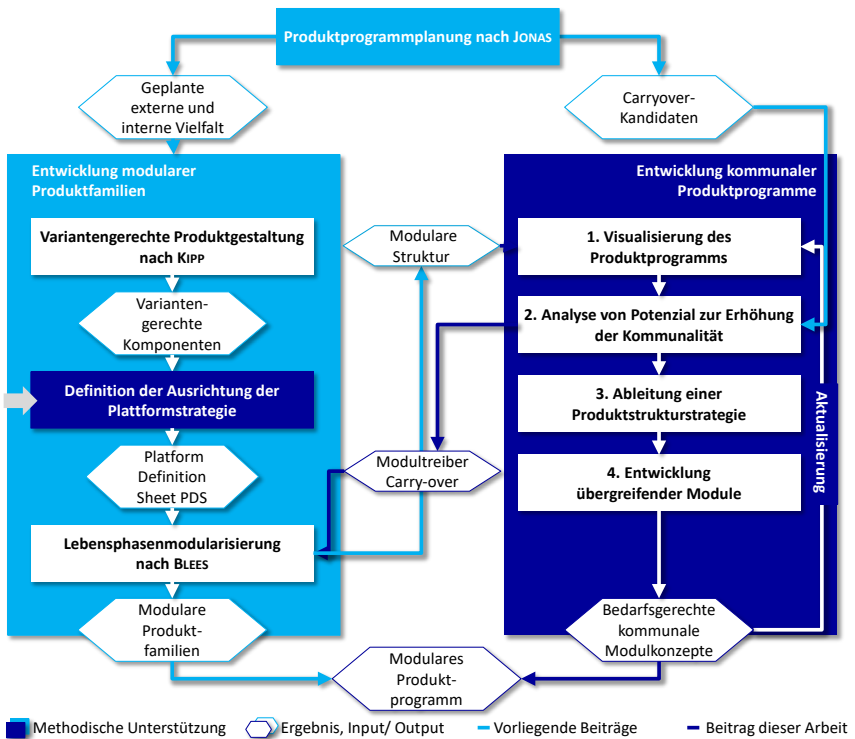 Produktprogrammplanung nach JONAS
Geplante
externe und
interne Vielfalt
Carryover-
Kandidaten
Entwicklung modularer
Produktfamilien
Entwicklung kommunaler
Produktprogramme
Variantengerechte Produktgestaltung
nach KIPP
Modulare
Struktur
1. Visualisierung des
Produktprogramms
Varianten-
gerechte
Komponenten
2. Analyse von Potenzial zur Erhöhung
der Kommunalität
Definition der Ausrichtung der
Plattformstrategie
3. Ableitung einer
Produktstrukturstrategie
Aktualisierung
Platform
Definition
Sheet PDS
Modultreiber
Carry-over
4. Entwicklung
übergreifender Module
Lebensphasenmodularisierung
nach BLEES
Modulare
Produkt-
familien
Bedarfsgerechte
kommunale
Modulkonzepte
Modulares
Produkt-
programm
Methodische Unterstützung
Ergebnis, Input/ Output
Vorliegende Beiträge
Beitrag dieser Arbeit